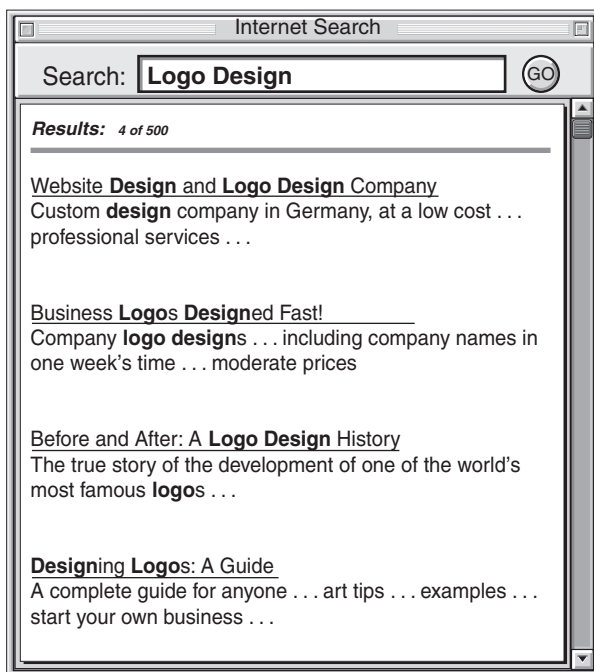 Internet Search
Search: Logo Design GO
Results: 4 of 500
Website Design and Logo Design Company
Custom design company in Germany, at a low cost . . .
professional services . . .
Business Logos Designed Fast!
Company logo designs . . . including company names in
one week's time . . . moderate prices
Before and After: A Logo Design History
The true story of the development of one of the world's
most famous logos . . .
Designing Logos: A Guide
A complete guide for anyone . . . art tips . . . examples . . .
start your own business . . .